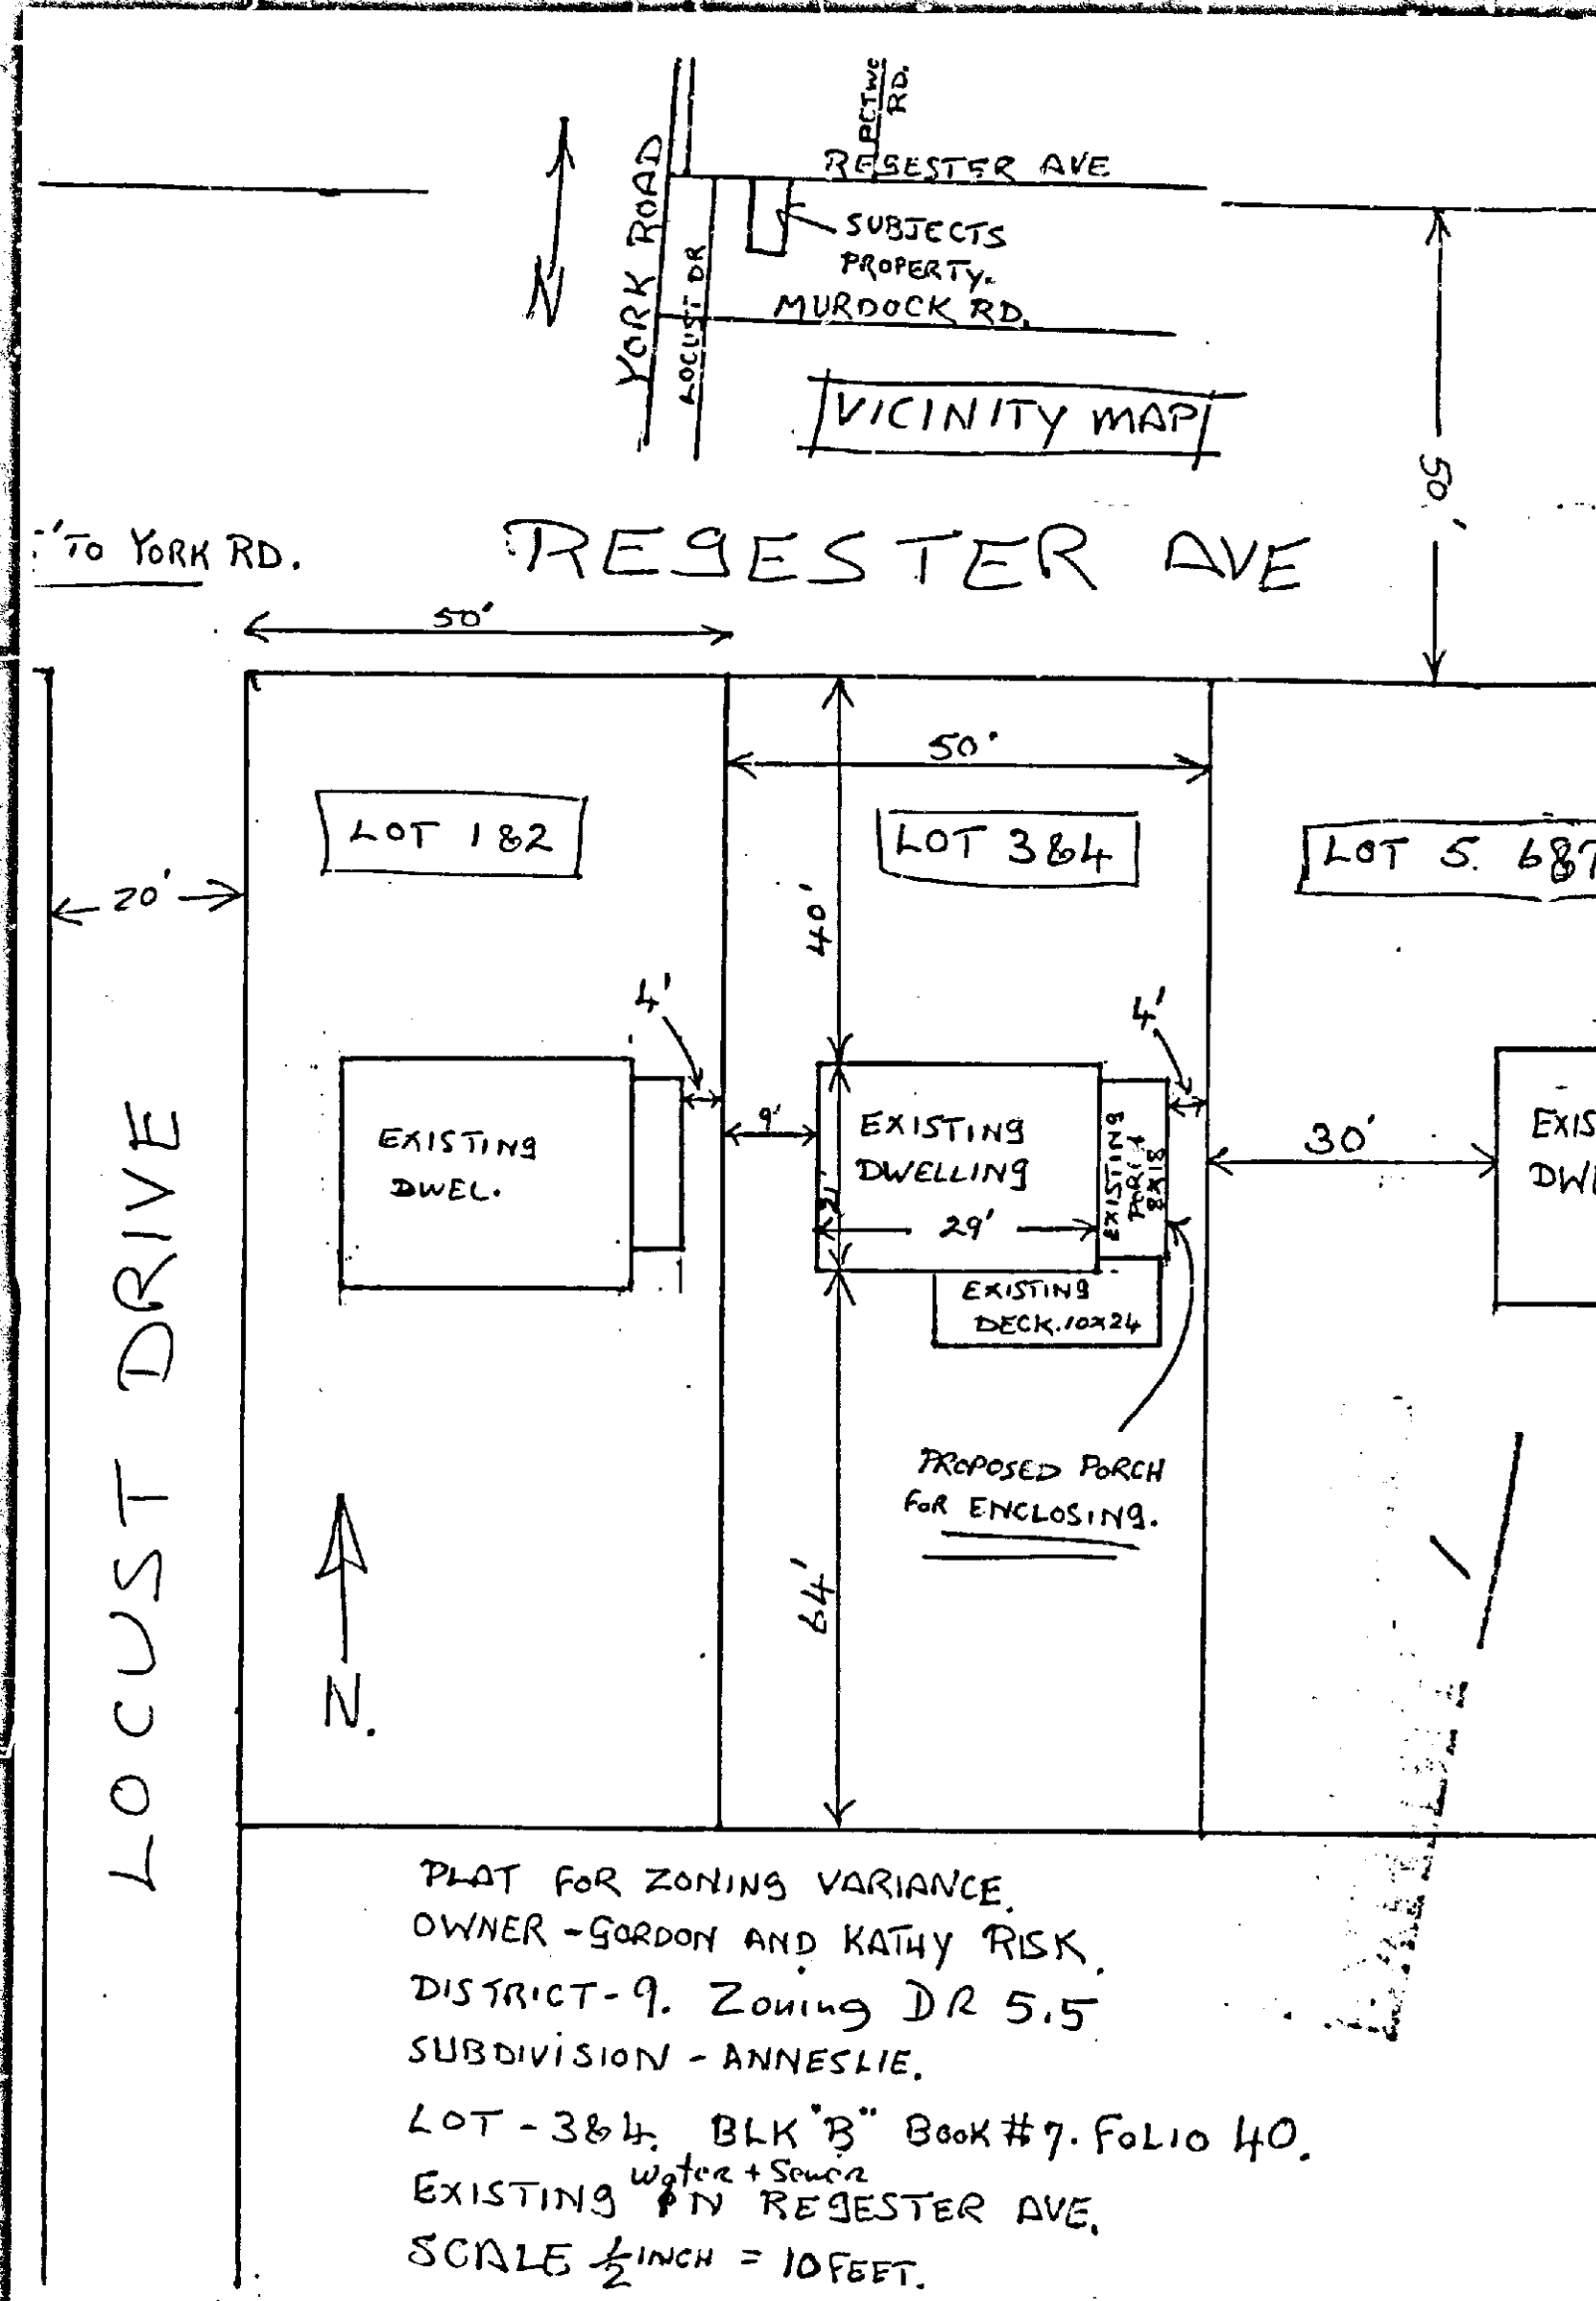 RD.
REGESTER AVE
YORK ROAD
LOCUST DR
SUBJECTS
PROPERTY.
N
MURDOCK RD.
VICINITY MAP
50'
TO YORK RD.
REGESTER AVE
50'
50'
LOT 1&2
LOT 3&4
LOT 5. 6&7
20'
40'
4'
4'
9'
EXISTING
DWEL.
EXISTING
DWELLING
21'
29'
EXISTING
PORCH
8X18
30'
EXIS
DWE
EXISTING
DECK.10X24
PROPOSED PORCH
FOR ENCLOSING.
64'
LOCUST DRIVE
N.
PLAT FOR ZONING VARIANCE.
OWNER - GORDON AND KATHY RISK.
DISTRICT - 9. Zoning DR 5.5
SUBDIVISION - ANNESLIE.
LOT - 3&4. BLK "B" BOOK #7. FOLIO 40.
Water + Sewer
EXISTING IN REGESTER AVE.
SCALE 1/2 INCH = 10 FEET.